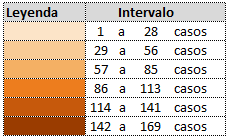 Leyenda Intervalo
1 a 28 casos
29 a 56 casos
57 a 85 casos
86 a 113 casos
114 a 141 casos
142 a 169 casos